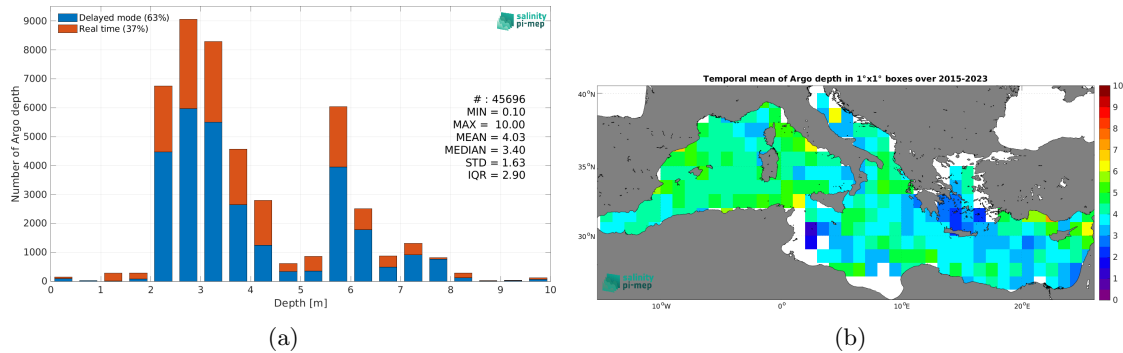 Delayed mode (63%)
Real time (37%)
salinity
pi-mep
9000
8000
7000
6000
5000
4000
3000
2000
1000
0
Number of Argo depth
# : 45696
MIN = 0.10
MAX = 10.00
MEAN = 4.03
MEDIAN = 3.40
STD = 1.63
IQR = 2.90
0 1 2 3 4 5 6 7 8 9 10
Depth [m]
(a)
Temporal mean of Argo depth in 1°x1° boxes over 2015-2023
40°N
35°N
30°N
10°W 0° 10°E 20°E
salinity
pi-mep
10
9
8
7
6
5
4
3
2
1
0
(b)